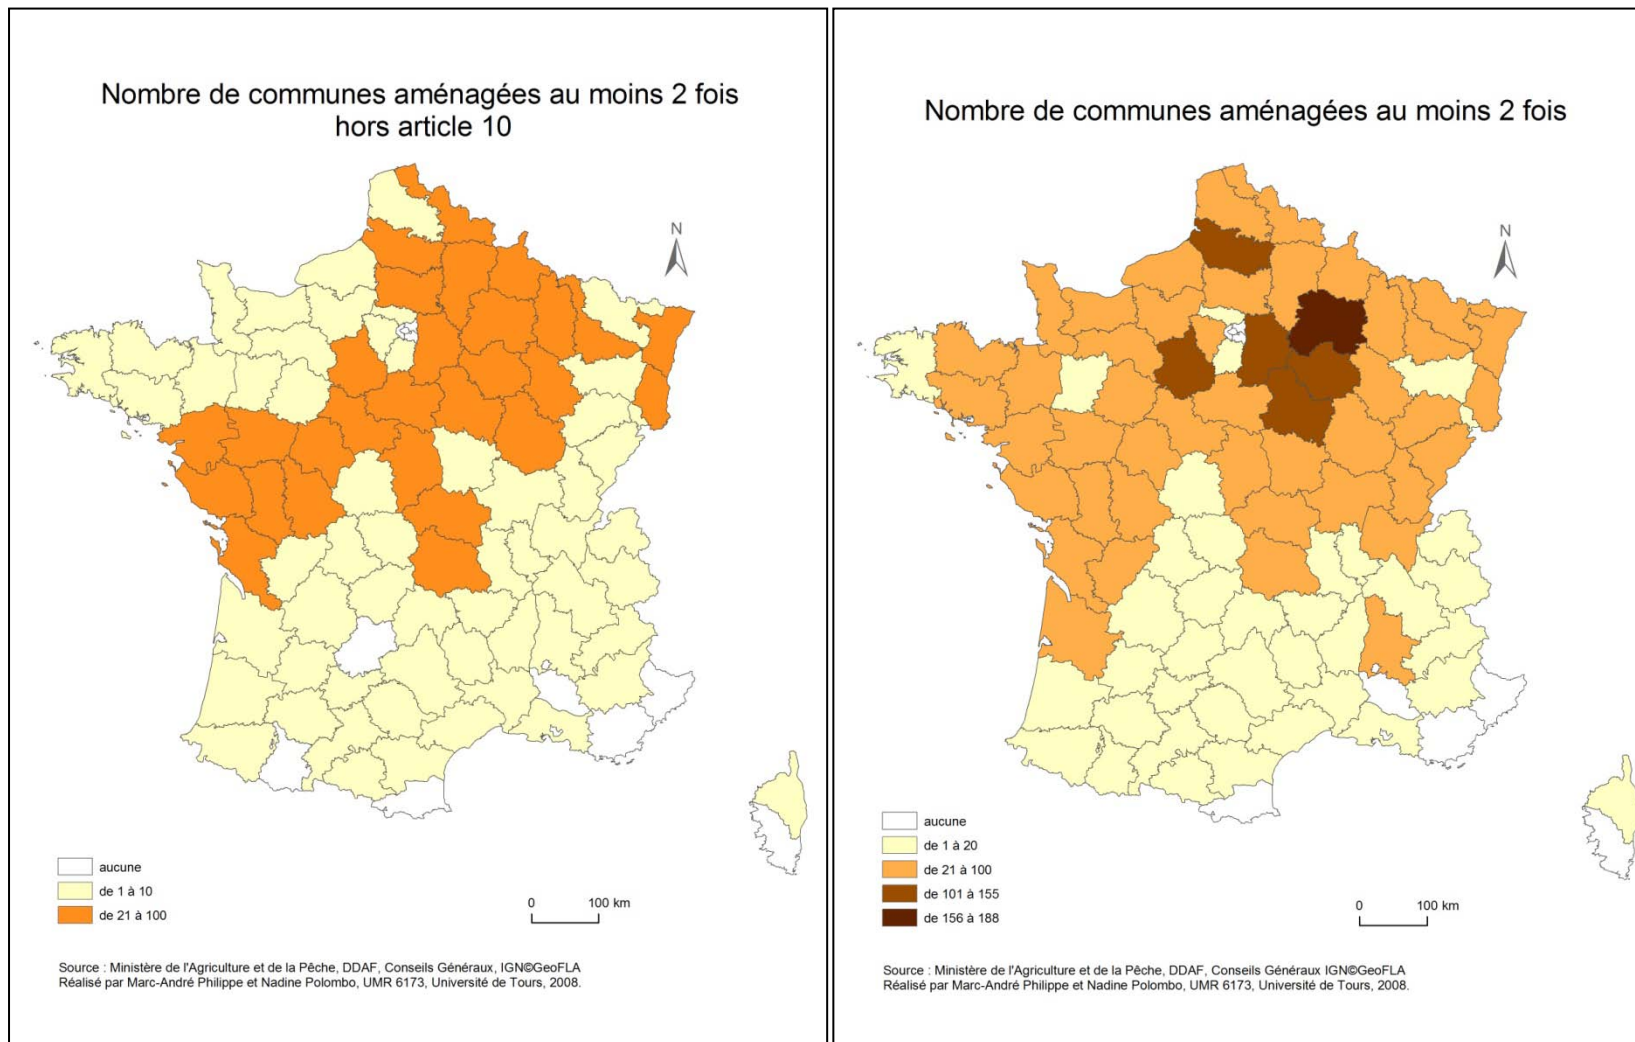 Nombre de communes aménagées au moins 2 fois
hors article 10
N
aucune
de 1 à 10
de 21 à 100
0 100 km
Source : Ministère de l'Agriculture et de la Pêche, DDAF, Conseils Généraux, IGN©GeoFLA
Réalisé par Marc-André Philippe et Nadine Polombo, UMR 6173, Université de Tours, 2008.
Nombre de communes aménagées au moins 2 fois
N
aucune
de 1 à 20
de 21 à 100
de 101 à 155
de 156 à 188
0 100 km
Source : Ministère de l'Agriculture et de la Pêche, DDAF, Conseils Généraux IGN©GeoFLA
Réalisé par Marc-André Philippe et Nadine Polombo, UMR 6173, Université de Tours, 2008.